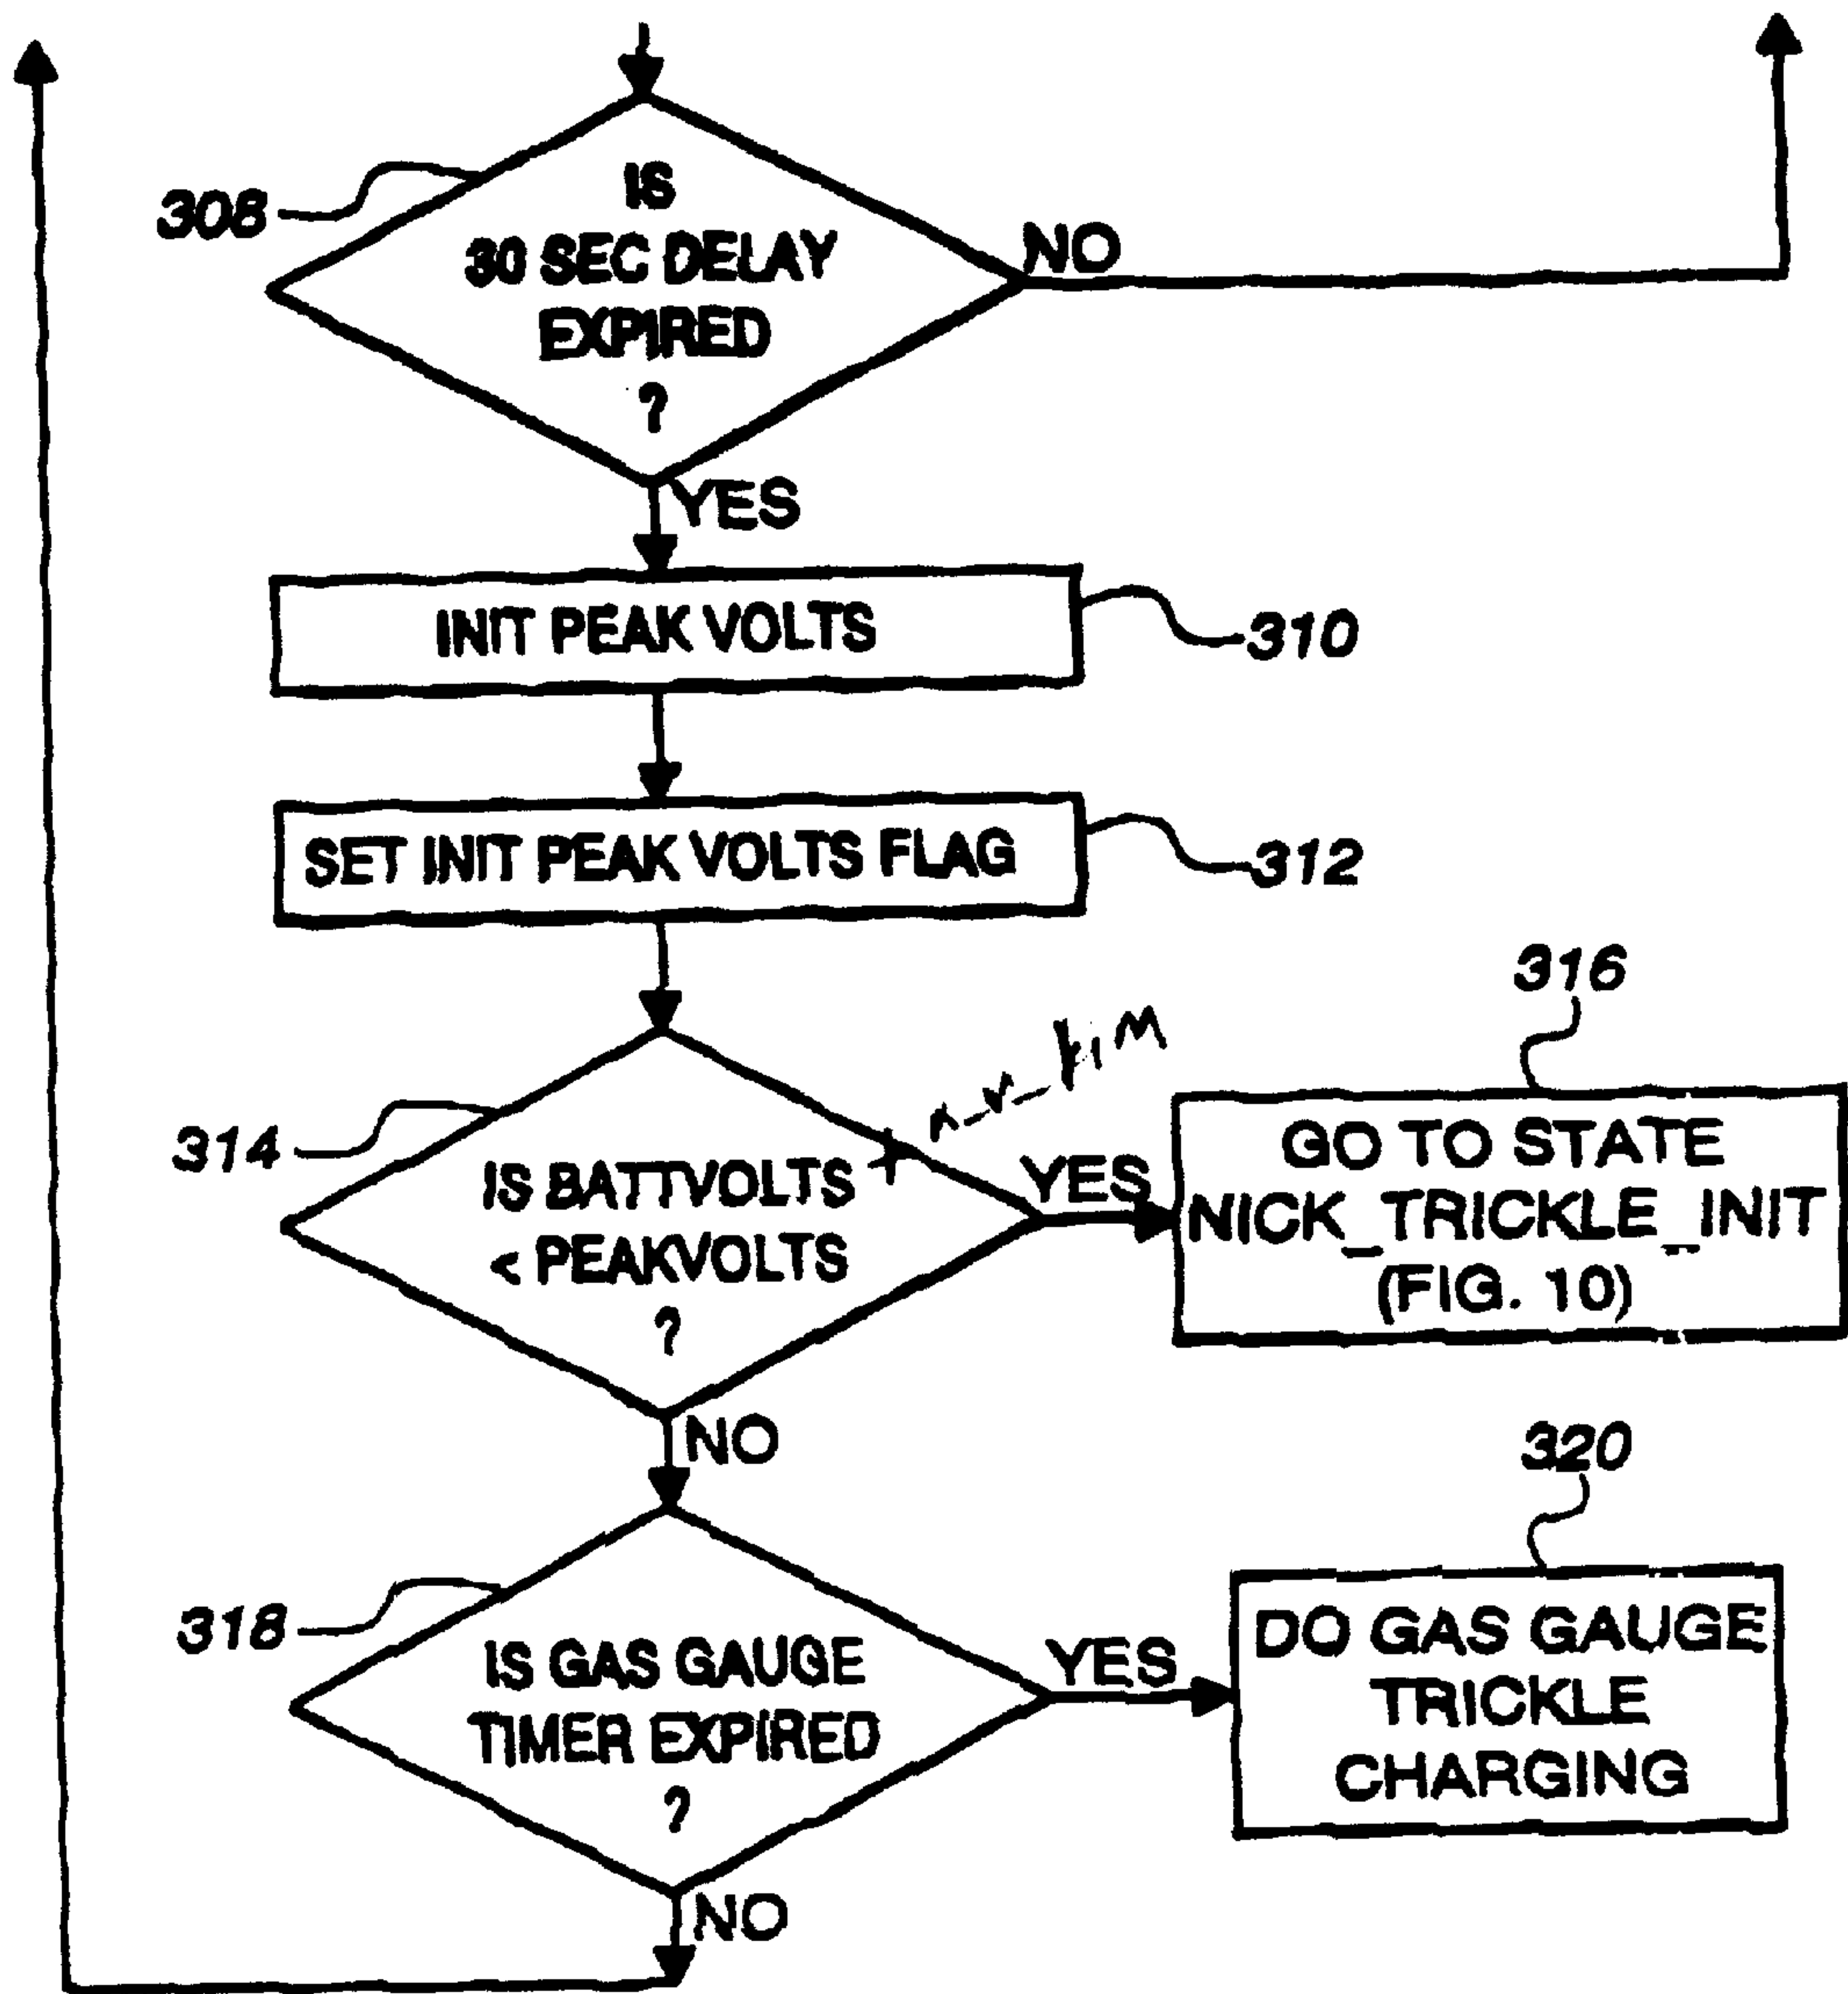 308
IS
30 SEC DELAY
EXPIRED
?
NO
YES
INIT PEAK VOLTS
310
SET INIT PEAK VOLTS FLAG
312
314
IS BATTVOLTS
< PEAKVOLTS
?
YES
316
GO TO STATE
NICK_TRICKLE_INIT
(FIG. 10)
NO
318
IS GAS GAUGE
TIMER EXPIRED
?
YES
320
DO GAS GAUGE
TRICKLE
CHARGING
NO